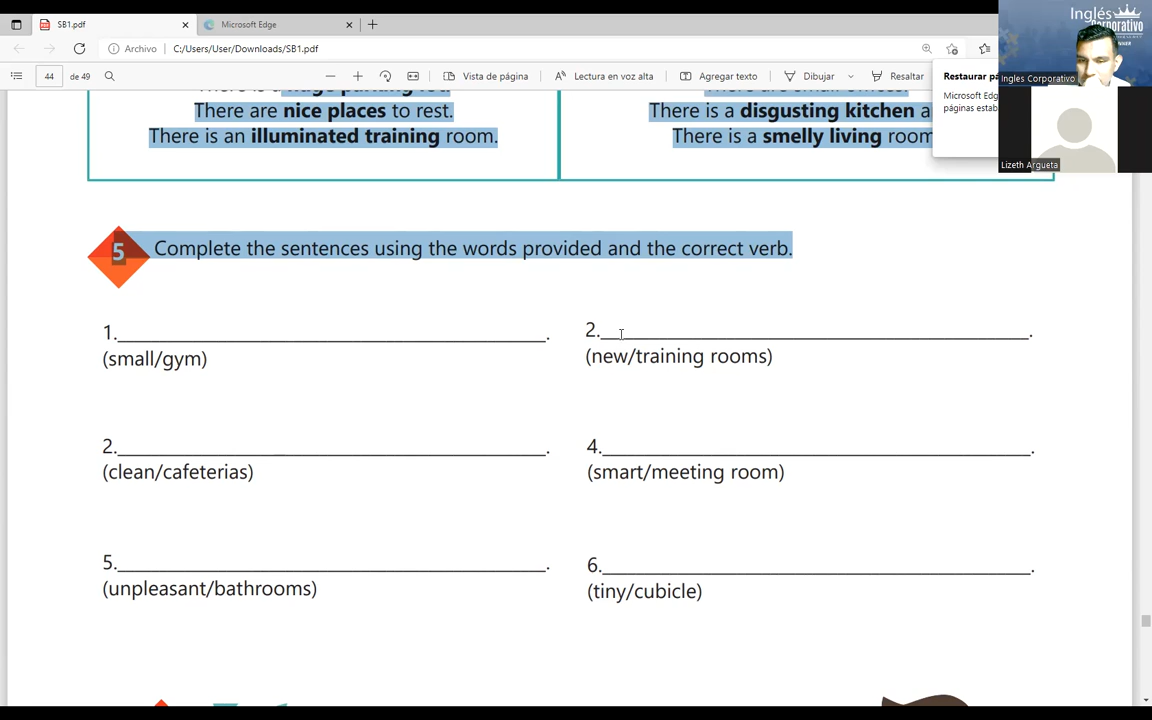 SB1.pdf
Microsoft Edge
Archivo
C:/Users/User/Downloads/SB1.pdf
44
de 49
Vista de página
Lectura en voz alta
Agregar texto
Dibujar
Resaltar
Inglés
Corporativo
Ingles Corporativo
Lizeth Argueta
Restaurar
Microsoft Edg
páginas estab
There are nice places to rest.
There is an illuminated training room.
There is a disgusting kitchen
There is a smelly living room
5 Complete the sentences using the words provided and the correct verb.
1.
(small/gym)
2.
(new/training rooms)
2.
(clean/cafeterias)
4.
(smart/meeting room)
5.
(unpleasant/bathrooms)
6.
(tiny/cubicle)